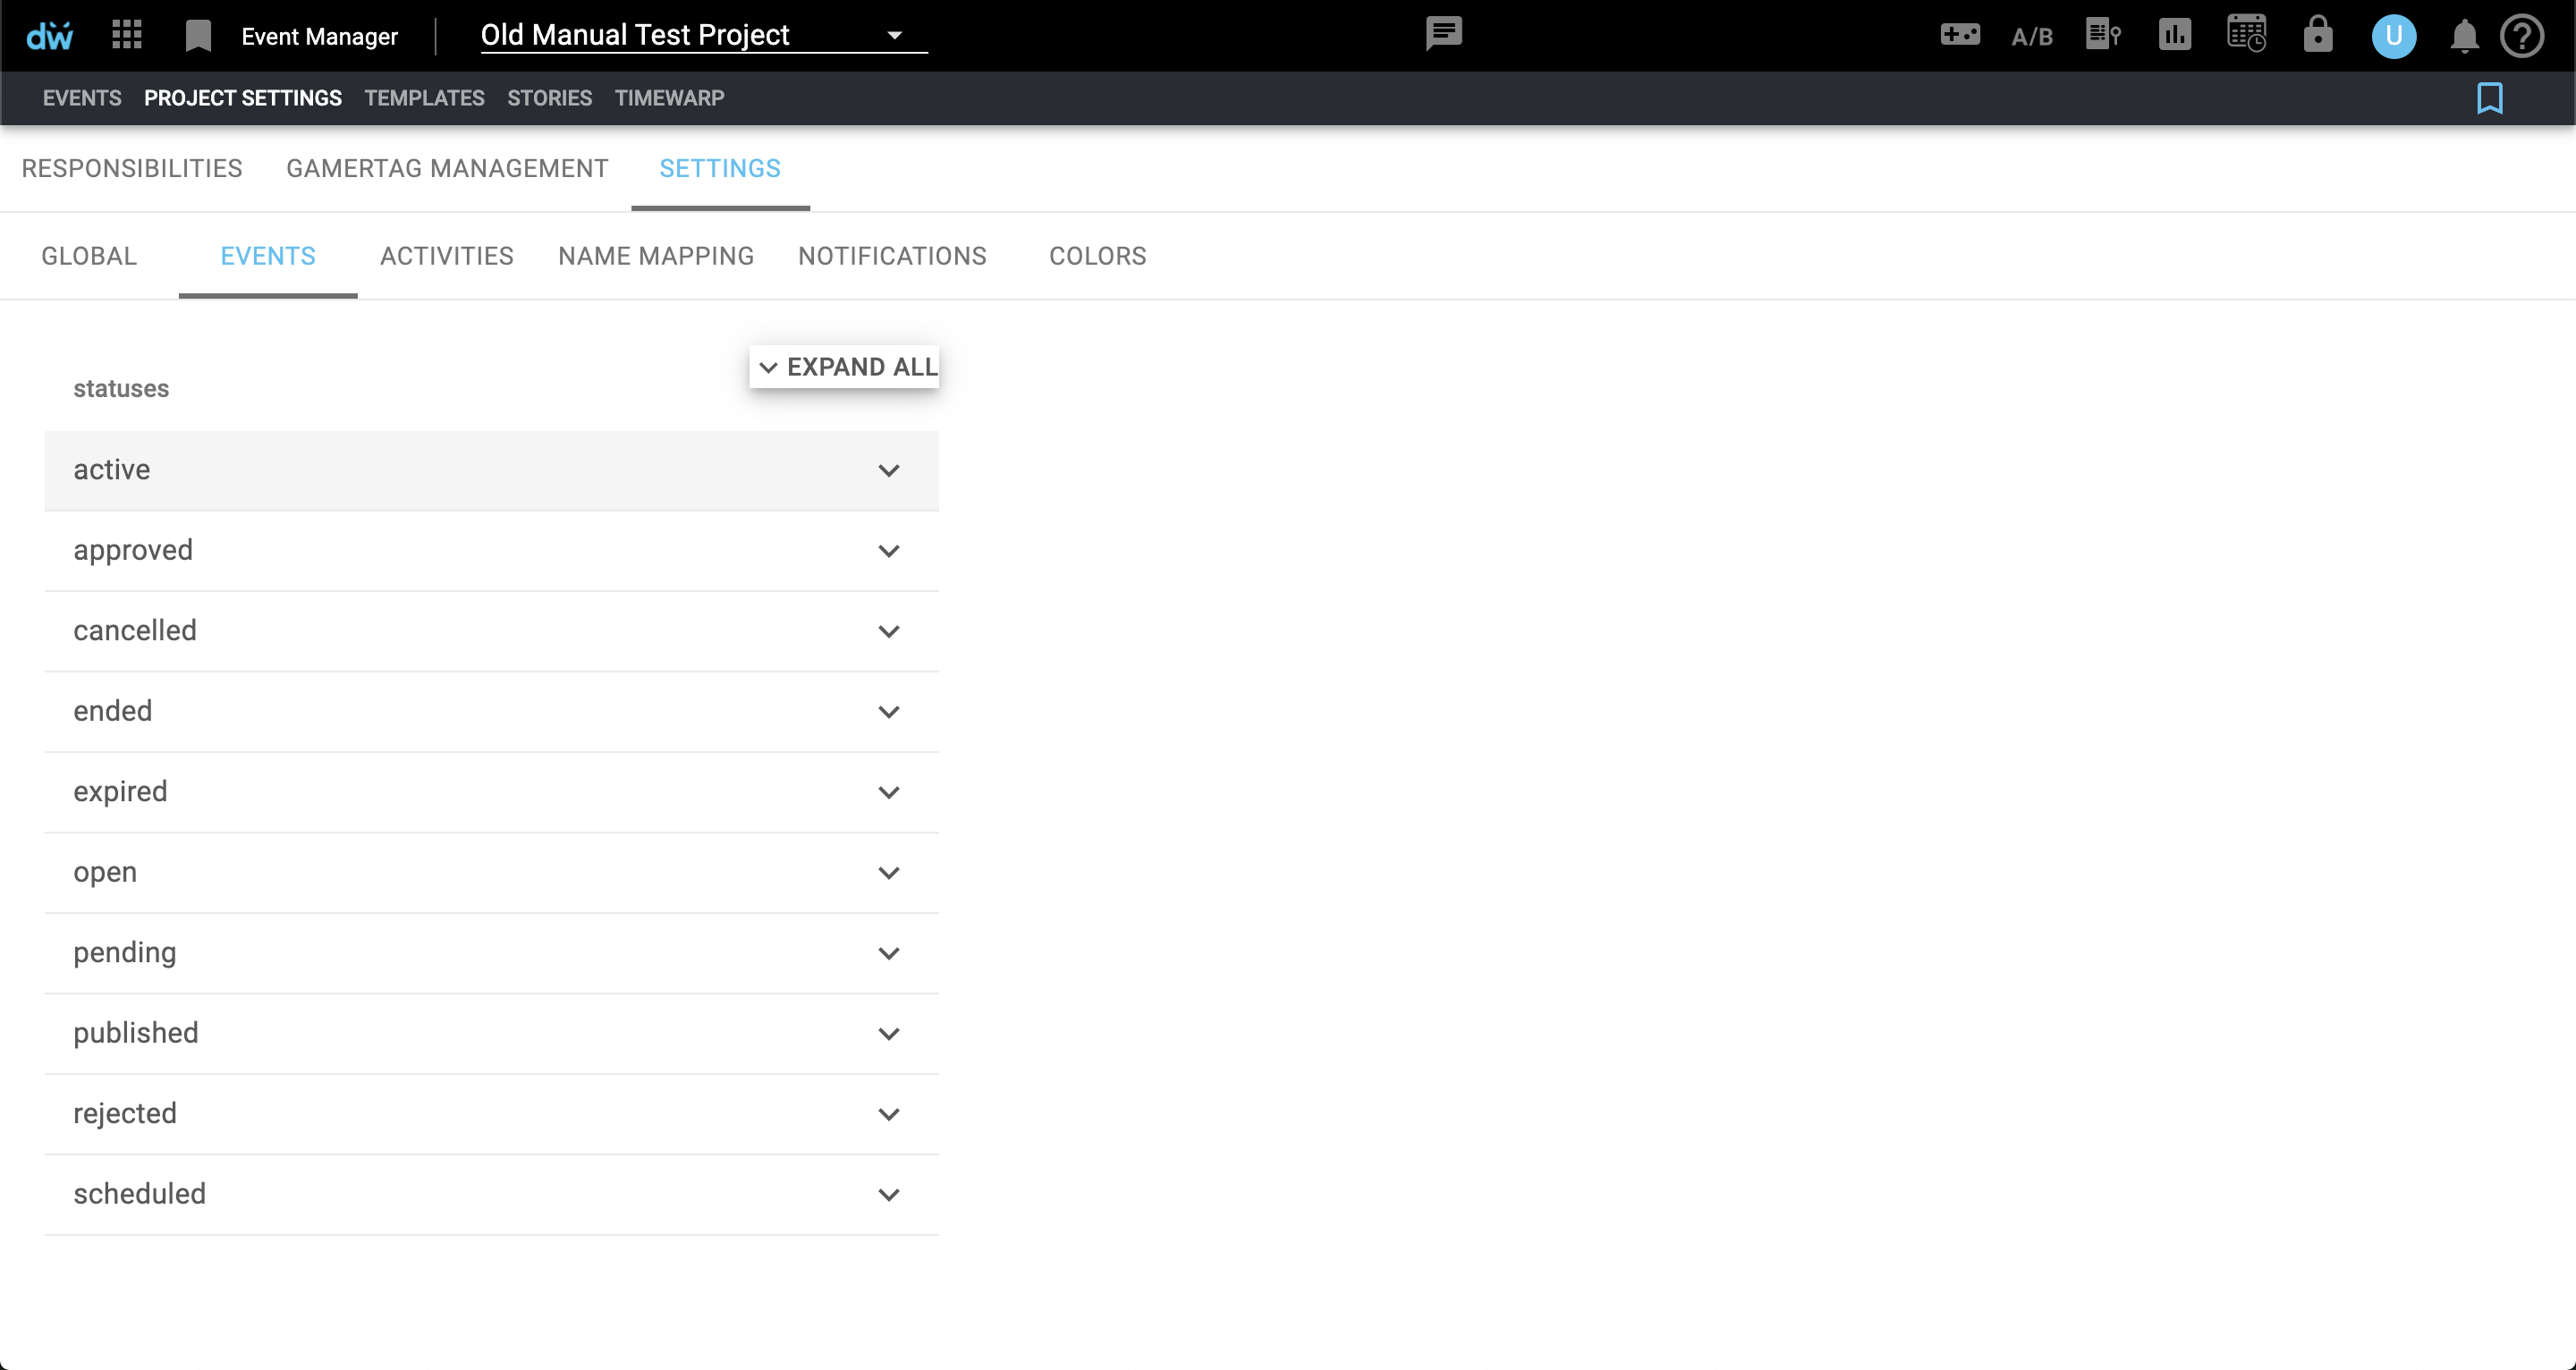 dw Event Manager Old Manual Test Project A/B U ?
EVENTS PROJECT SETTINGS TEMPLATES STORIES TIMEWARP
RESPONSIBILITIES GAMERTAG MANAGEMENT SETTINGS
GLOBAL EVENTS ACTIVITIES NAME MAPPING NOTIFICATIONS COLORS
EXPAND ALL
statuses
active
approved
cancelled
ended
expired
open
pending
published
rejected
scheduled